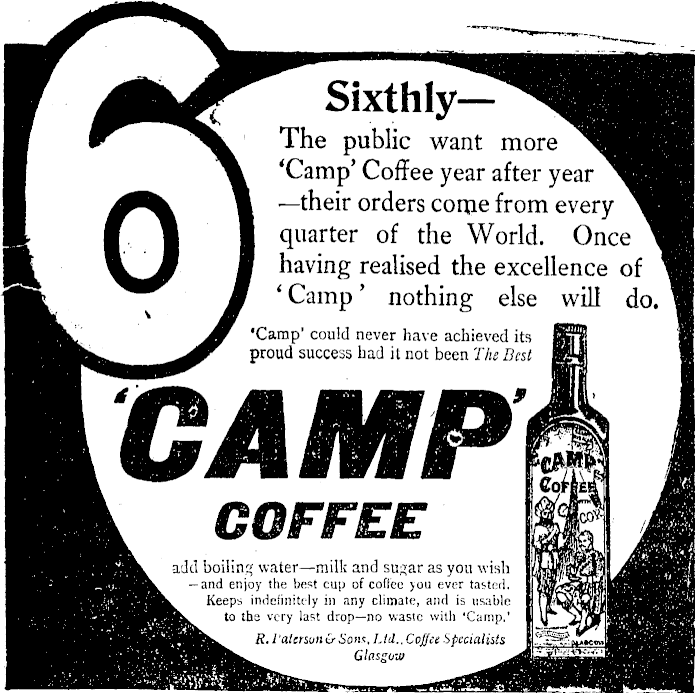 6
Sixthly—
The public want more
'Camp' Coffee year after year
—their orders come from every
quarter of the World. Once
having realised the excellence of
'Camp' nothing else will do.
'Camp' could never have achieved its
proud success had it not been The Best
'CAMP'
COFFEE
add boiling water—milk and sugar as you wish
—and enjoy the best cup of coffee you ever tasted.
Keeps indefinitely in any climate, and is usable
to the very last drop—no waste with 'Camp.'
R. Paterson & Sons, Ltd., Coffee Specialists
Glasgow
'CAMP'
COFFEE
GLASGOW